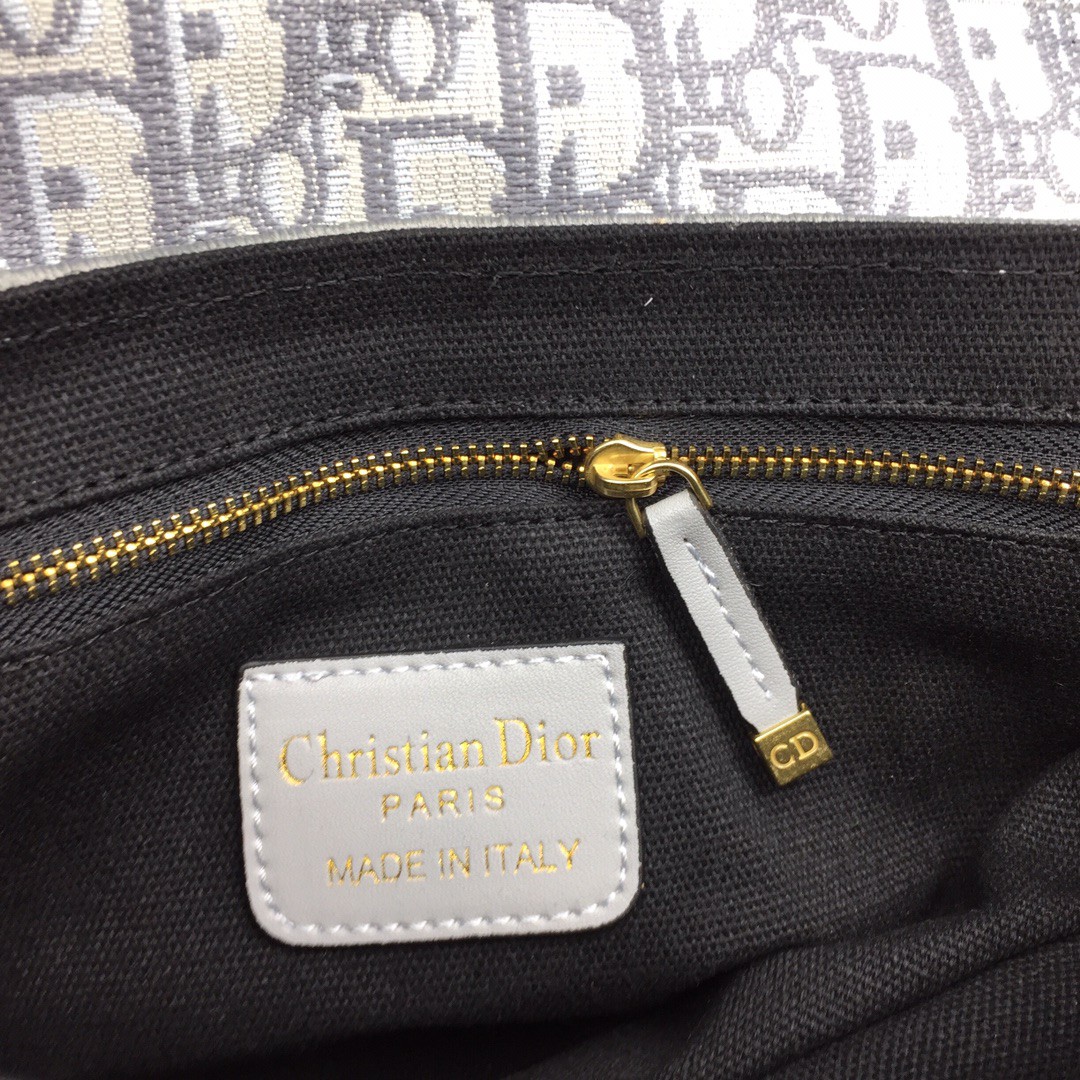 Christian Dior
PARIS
MADE IN ITALY
CD